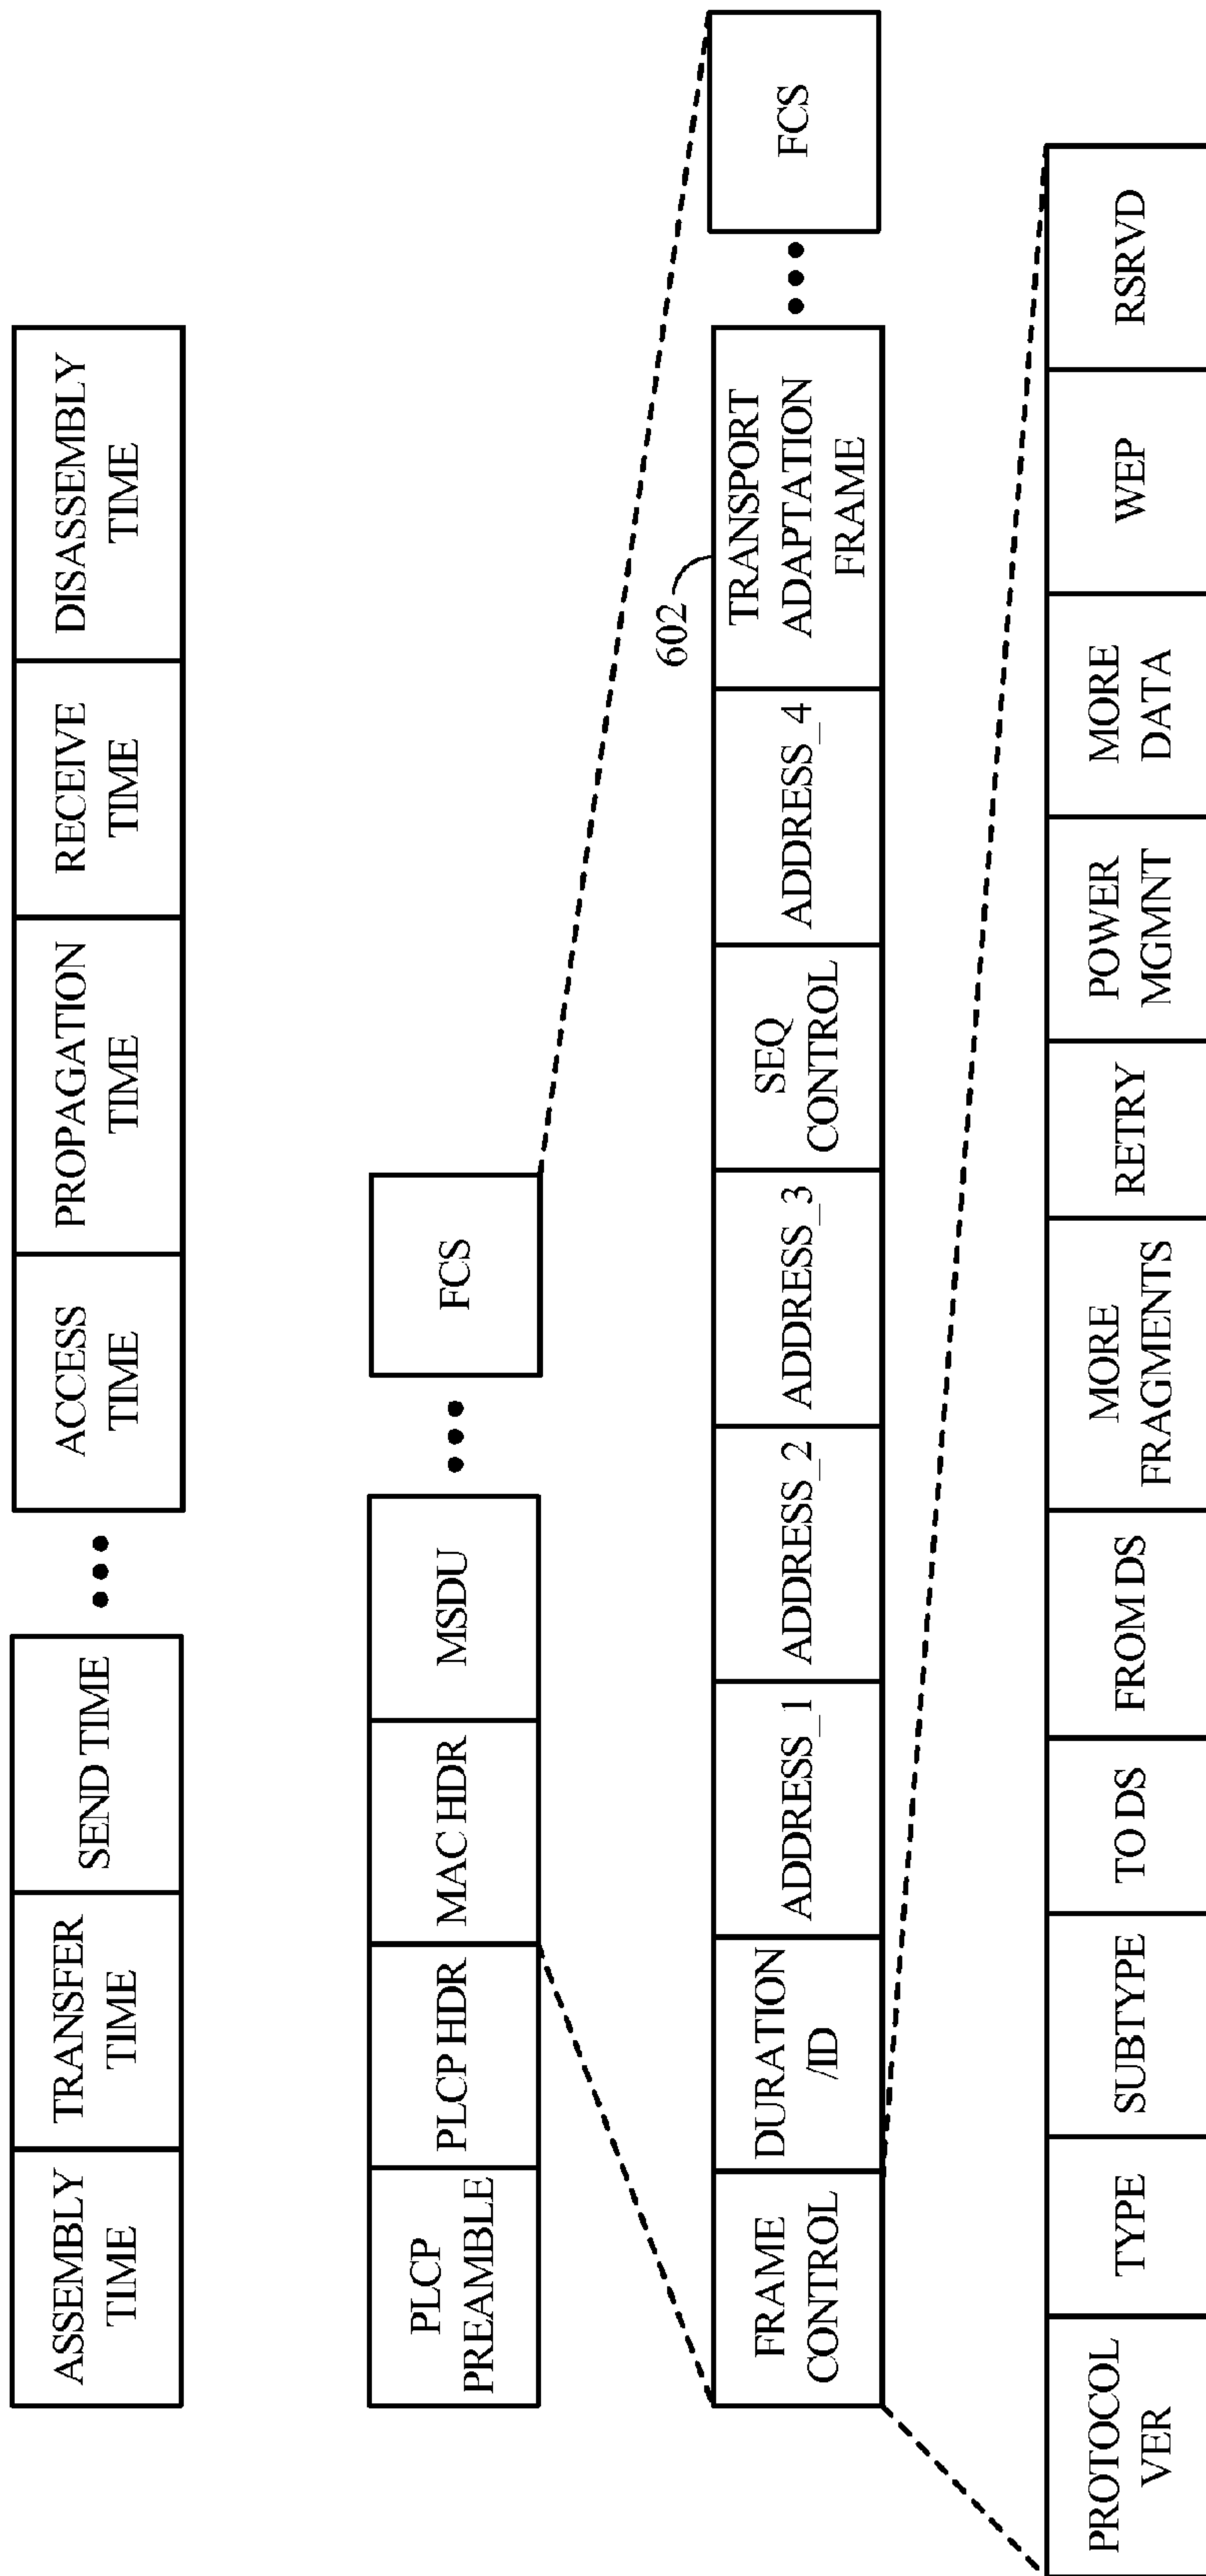 ASSEMBLY
TIME
TRANSFER
TIME
SEND TIME
ACCESS
TIME
PROPAGATION
TIME
RECEIVE
TIME
DISASSEMBLY
TIME
PLCP
PREAMBLE
PLCP HDR
MAC HDR
MSDU
FCS
FRAME
CONTROL
DURATION
/ID
ADDRESS_1
ADDRESS_2
ADDRESS_3
SEQ
CONTROL
ADDRESS_4
602
TRANSPORT
ADAPTATION
FRAME
FCS
PROTOCOL
VER
TYPE
SUBTYPE
TO DS
FROM DS
MORE
FRAGMENTS
RETRY
POWER
MGMNT
MORE
DATA
WEP
RSRVD